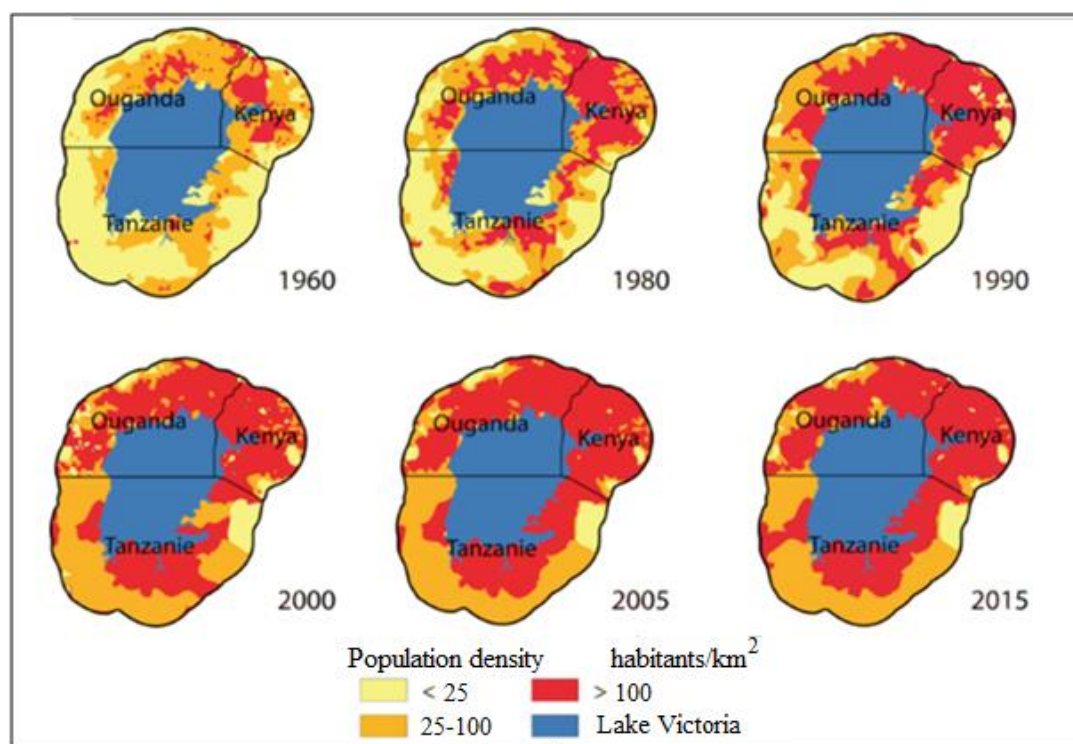 Ouganda
Kenya
Tanzanie
1960
Ouganda
Kenya
Tanzanie
1980
Ouganda
Kenya
Tanzanie
1990
Ouganda
Kenya
Tanzanie
2000
Ouganda
Kenya
Tanzanie
2005
Ouganda
Kenya
Tanzanie
2015
Population density habitants/km²
< 25 > 100
25-100 Lake Victoria